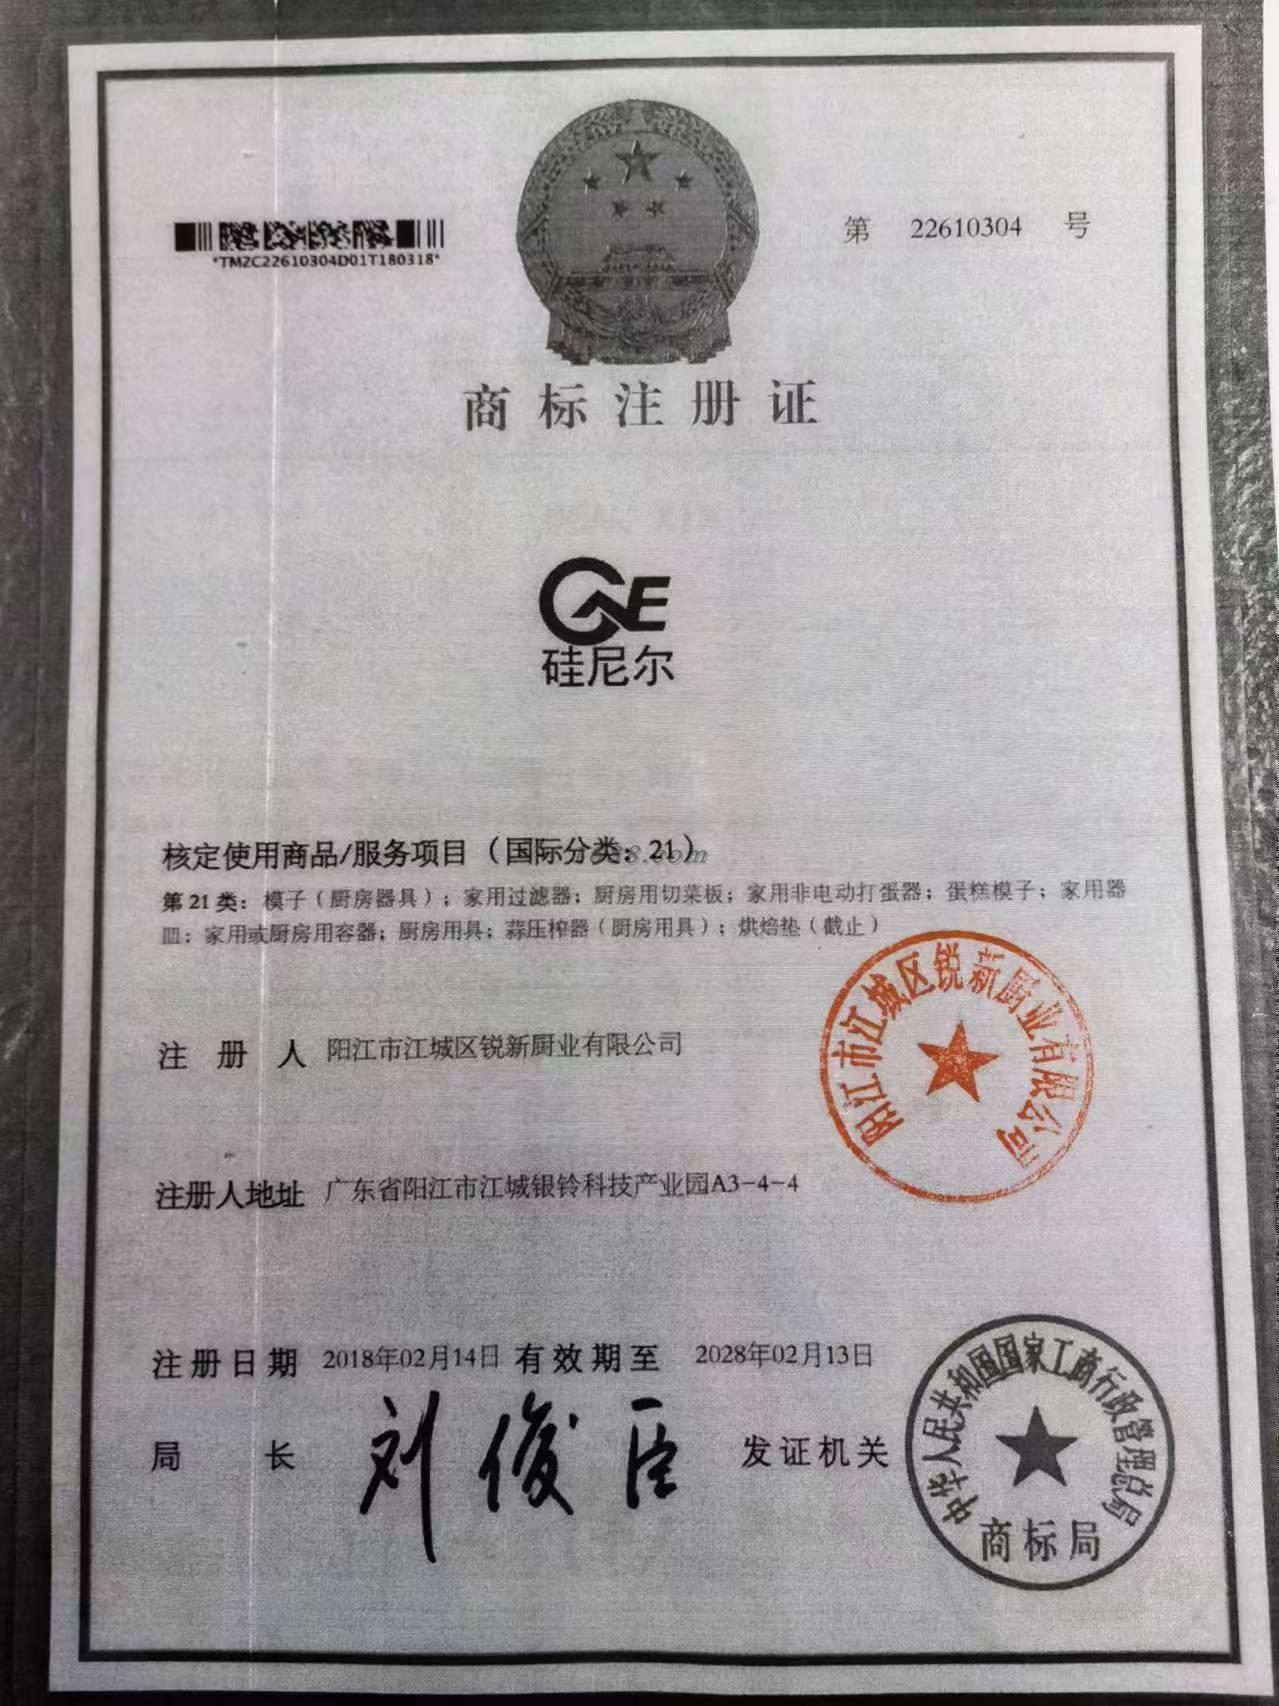 第 22610304 号
*TMZC22610304D01T180318*
商标注册证
GNE
硅尼尔
核定使用商品/服务项目（国际分类：21）
第 21 类：模子（厨房器具）；家用过滤器；厨房用切菜板；家用非电动打蛋器；蛋糕模子；家用器
皿；家用或厨房用容器；厨房用具；蒜压榨器（厨房用具）；烘焙垫（截止）
注册人 阳江市江城区锐新厨业有限公司
阳江市江城区锐新厨业有限公司
注册人地址 广东省阳江市江城银铃科技产业园A3-4-4
注册日期 2018年02月14日 有效期至 2028年02月13日
局长 刘俊臣 发证机关
中华人民共和国国家工商行政管理总局
商标局